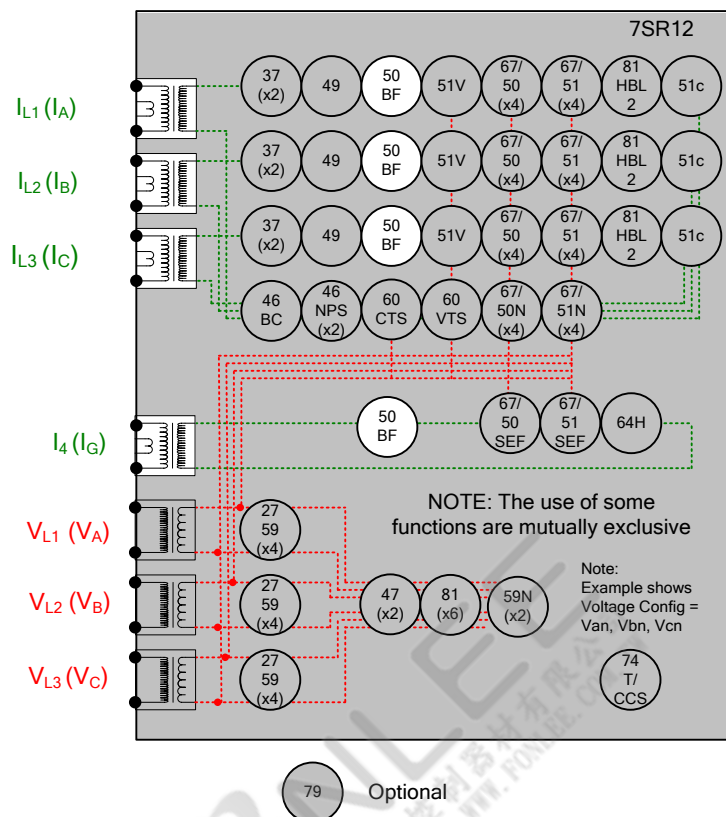 7SR12
IL1 (IA)
37 (x2)
49
50 BF
51V
67/ 50 (x4)
67/ 51 (x4)
81 HBL 2
51c
IL2 (IB)
37 (x2)
49
50 BF
51V
67/ 50 (x4)
67/ 51 (x4)
81 HBL 2
51c
IL3 (IC)
37 (x2)
49
50 BF
51V
67/ 50 (x4)
67/ 51 (x4)
81 HBL 2
51c
46 BC
46 NPS (x2)
60 CTS
60 VTS
67/ 50N (x4)
67/ 51N (x4)
I4 (IG)
50 BF
67/ 50 SEF
67/ 51 SEF
64H
NOTE: The use of some
functions are mutually exclusive
VL1 (VA)
27 59 (x4)
Note:
Example shows
Voltage Config =
Van, Vbn, Vcn
VL2 (VB)
27 59 (x4)
47 (x2)
81 (x6)
59N (x2)
VL3 (VC)
27 59 (x4)
74 T/ CCS
79
Optional
WWW.FONLEE.COM